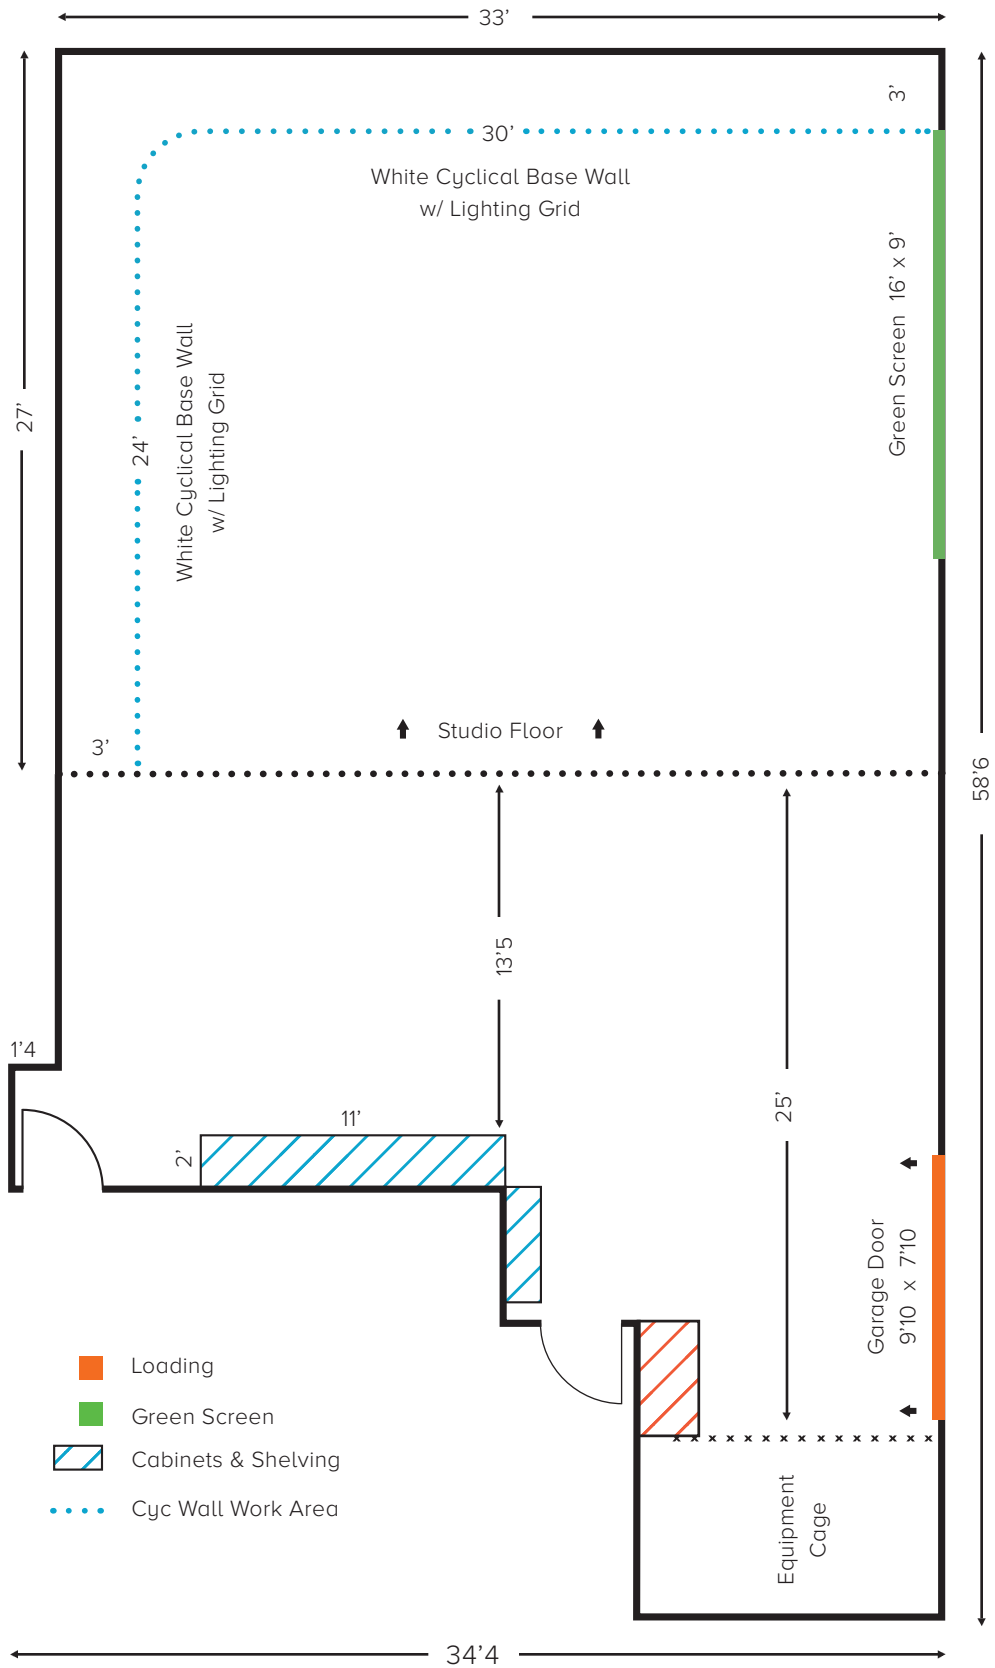 33’
3’
30’
White Cyclical Base Wall
w/ Lighting Grid
Green Screen 16’ x 9’
27’
24’
White Cyclical Base Wall
w/ Lighting Grid
3’
Studio Floor
58’6
13’5
1’4
25’
11’
2’
Garage Door
9’10 x 7’10
Loading
Green Screen
Cabinets & Shelving
Cyc Wall Work Area
Equipment
Cage
34’4